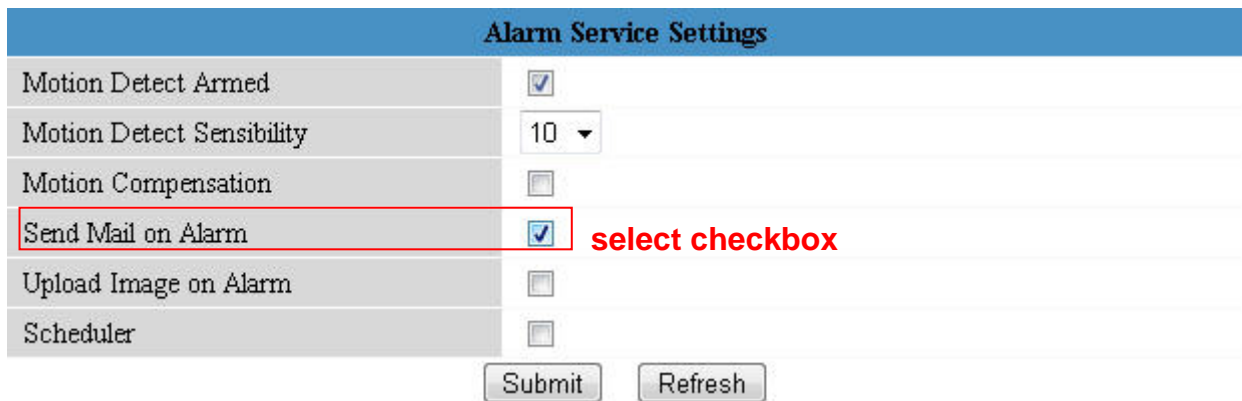 Alarm Service Settings
Motion Detect Armed
Motion Detect Sensibility 10
Motion Compensation
Send Mail on Alarm select checkbox
Upload Image on Alarm
Scheduler
Submit Refresh